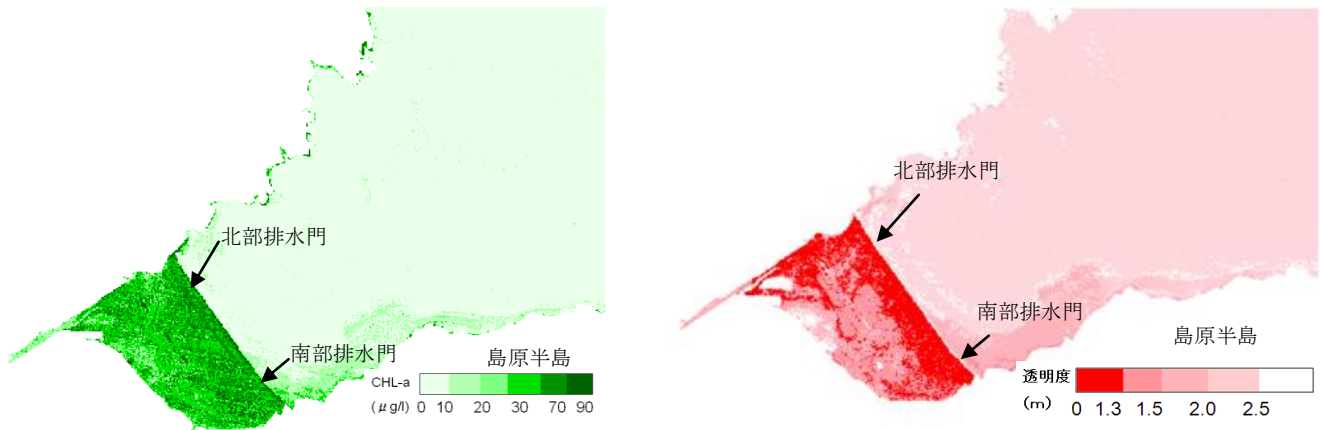 北部排水門
南部排水門
島原半島
CHL-a
(μg/l) 0 10 20 30 70 90
北部排水門
南部排水門
島原半島
透明度
(m) 0 1.3 1.5 2.0 2.5